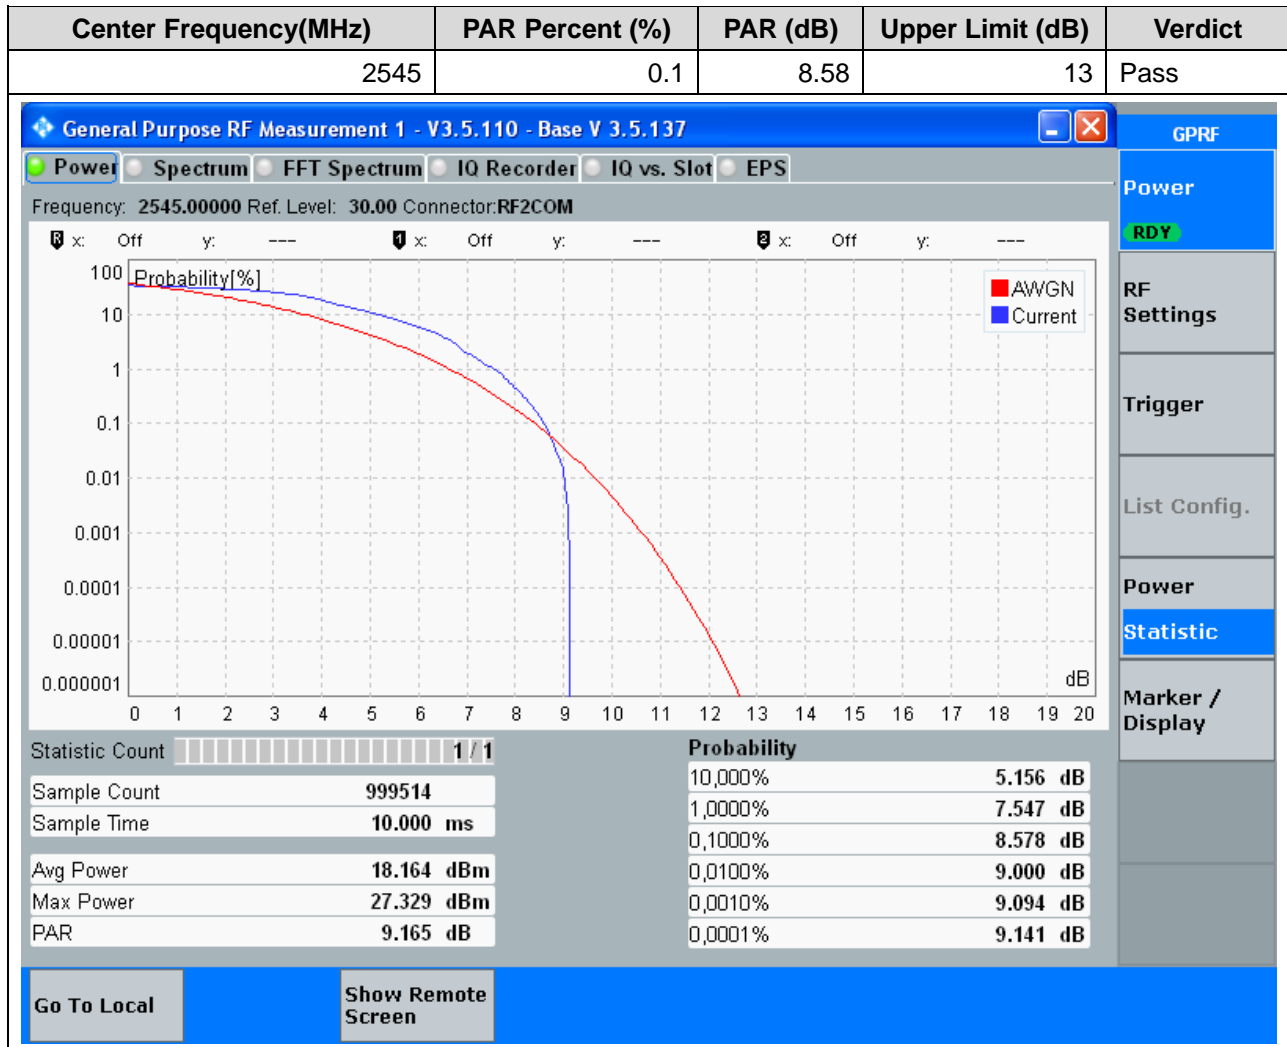 Center Frequency(MHz) PAR Percent (%) PAR (dB) Upper Limit (dB) Verdict
2545 0.1 8.58 13 Pass
General Purpose RF Measurement 1 - V3.5.110 - Base V 3.5.137
GPRF
Power Spectrum FFT Spectrum IQ Recorder IQ vs. Slot EPS
Frequency: 2545.00000 Ref. Level: 30.00 Connector:RF2COM
R x: Off y: --- 1 x: Off y: --- 2 x: Off y: ---
Probability[%]
AWGN
Current
100
10
1
0.1
0.01
0.001
0.0001
0.00001
0.000001
dB
0 1 2 3 4 5 6 7 8 9 10 11 12 13 14 15 16 17 18 19 20
Statistic Count 1 / 1
Sample Count 999514
Sample Time 10.000 ms
Avg Power 18.164 dBm
Max Power 27.329 dBm
PAR 9.165 dB
Probability
10,000% 5.156 dB
1,0000% 7.547 dB
0,1000% 8.578 dB
0,0100% 9.000 dB
0,0010% 9.094 dB
0,0001% 9.141 dB
Power
RDY
RF
Settings
Trigger
List Config.
Power
Statistic
Marker /
Display
Go To Local
Show Remote
Screen